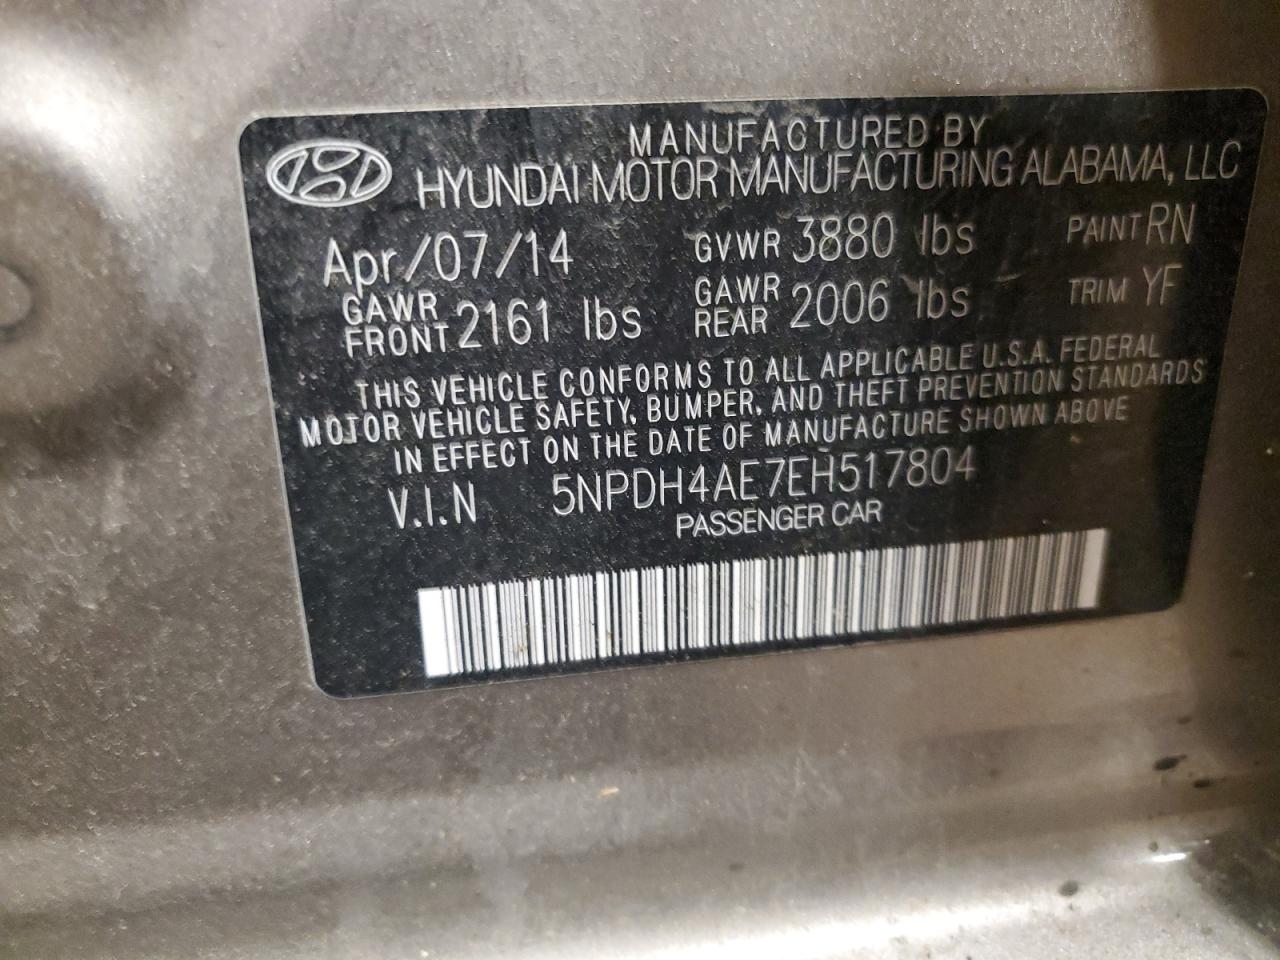 MANUFACTURED BY
HYUNDAI MOTOR MANUFACTURING ALABAMA, LLC
Apr/07/14 GVWR 3880 lbs PAINT RN
GAWR FRONT 2161 lbs GAWR REAR 2006 lbs TRIM YF
THIS VEHICLE CONFORMS TO ALL APPLICABLE U.S.A. FEDERAL
MOTOR VEHICLE SAFETY, BUMPER, AND THEFT PREVENTION STANDARDS
IN EFFECT ON THE DATE OF MANUFACTURE SHOWN ABOVE
V.I.N 5NPDH4AE7EH517804
PASSENGER CAR